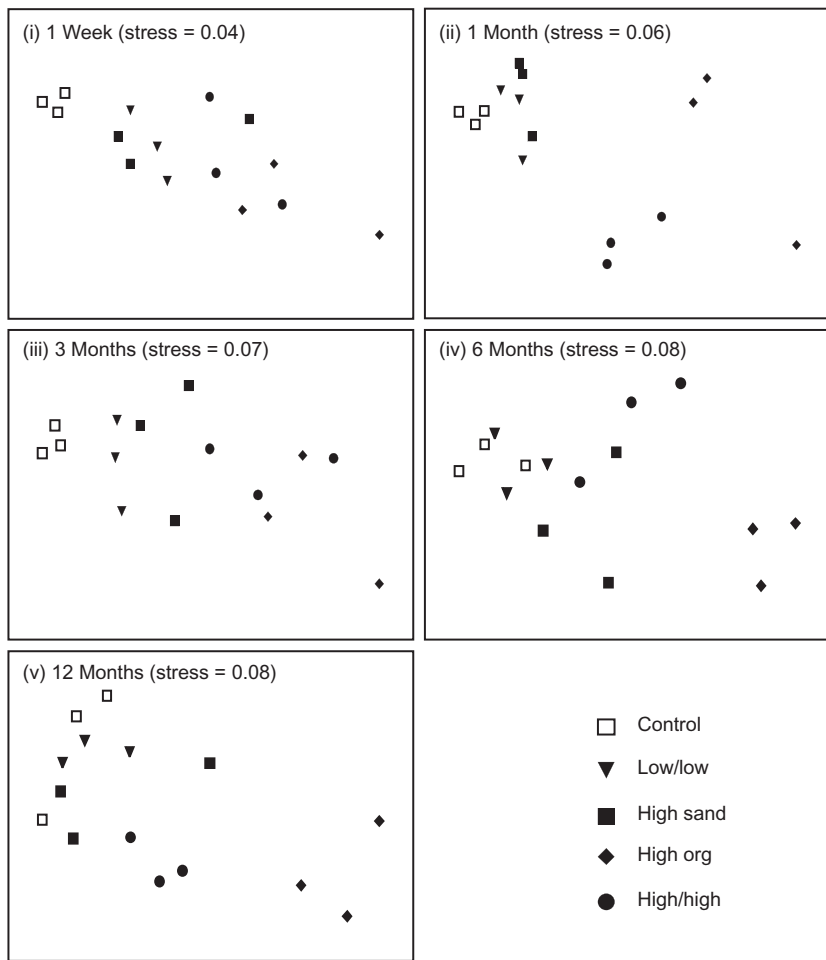 (i) 1 Week (stress = 0.04)
(ii) 1 Month (stress = 0.06)
(iii) 3 Months (stress = 0.07)
(iv) 6 Months (stress = 0.08)
(v) 12 Months (stress = 0.08)
Control
Low/low
High sand
High org
High/high